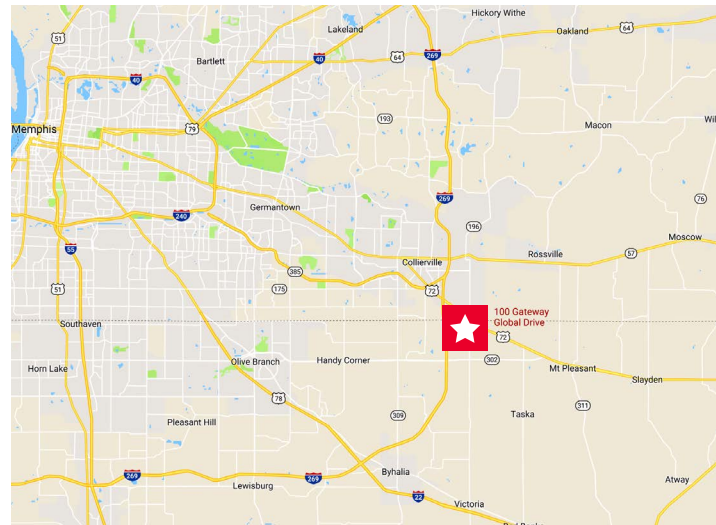 Hickory Withe
51
Lakeland
64
Oakland
40
64
269
Bartlett
40
193
Memphis
79
Macon
269
76
Germantown
240
196
Moscow
55
Rossville
57
Collierville
385
72
175
51
100 Gateway
Global Drive
Southaven
72
Olive Branch
Handy Corner
302
Horn Lake
Mt Pleasant
Slayden
78
311
309
Taska
Pleasant Hill
269
269
Byhalia
Atway
Lewisburg
22
Victoria